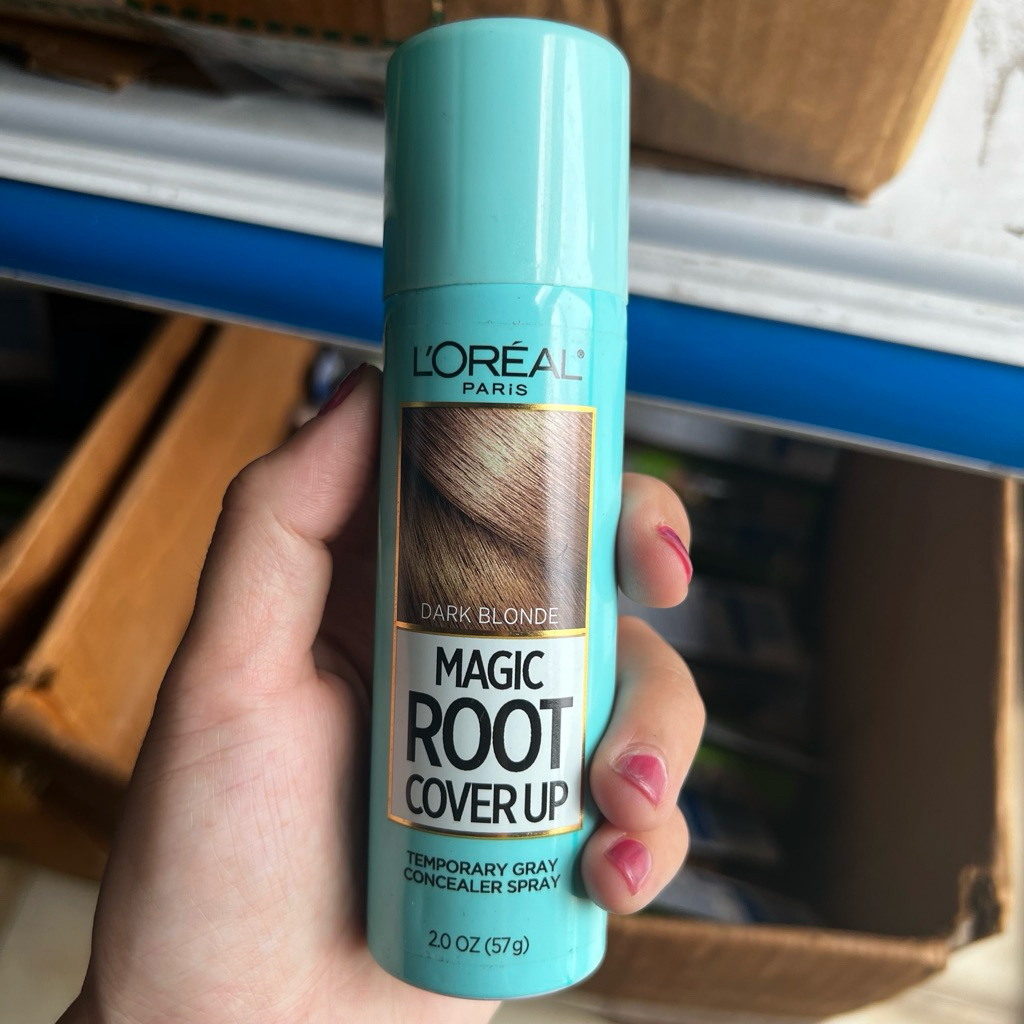 L'ORÉAL®
PARiS
DARK BLONDE
MAGIC
ROOT
COVER UP
TEMPORARY GRAY
CONCEALER SPRAY
2.0 OZ (57g)